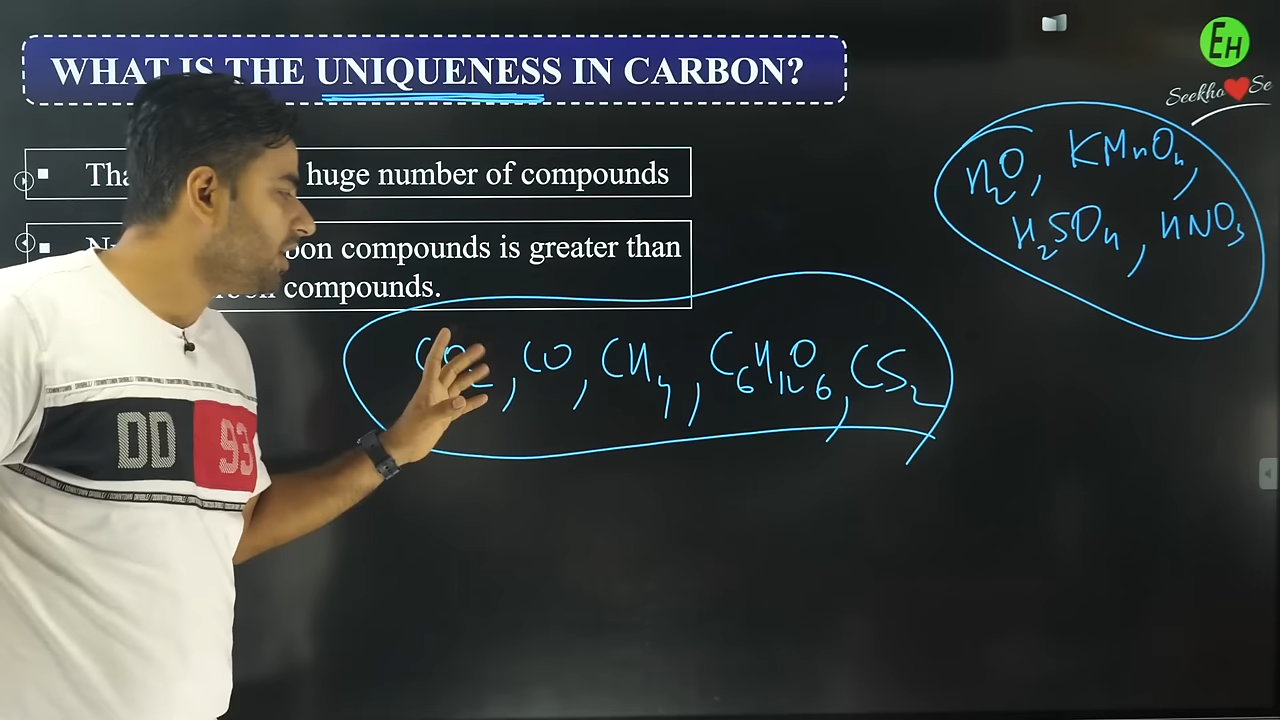 WHAT IS THE UNIQUENESS IN CARBON?
EH
Seekho ❤ Se
▪ Tha huge number of compounds
▪ bon compounds is greater than
compounds.
H2O, KMnO4,
H2SO4, HNO3
CO2, CO, CH4, C6H12O6, CS2
DD 93